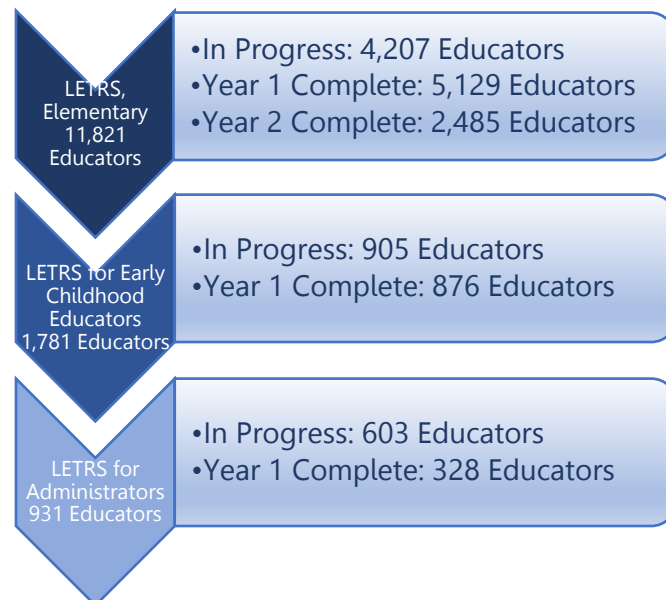 LETRS,
Elementary
11,821
Educators
•In Progress: 4,207 Educators
•Year 1 Complete: 5,129 Educators
•Year 2 Complete: 2,485 Educators
LETRS for Early
Childhood
Educators
1,781 Educators
•In Progress: 905 Educators
•Year 1 Complete: 876 Educators
LETRS for
Administrators
931 Educators
•In Progress: 603 Educators
•Year 1 Complete: 328 Educators